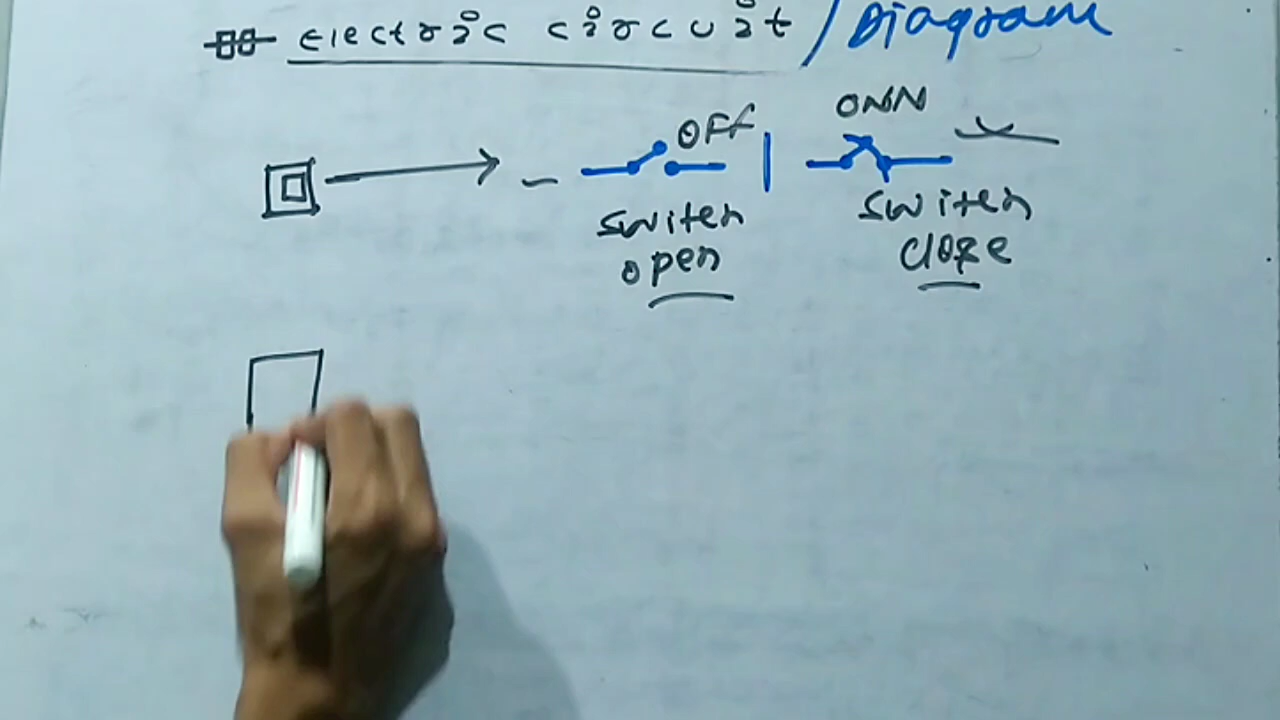 Electric circuit / Diagram
OFF
ONN
switch
open
switch
close